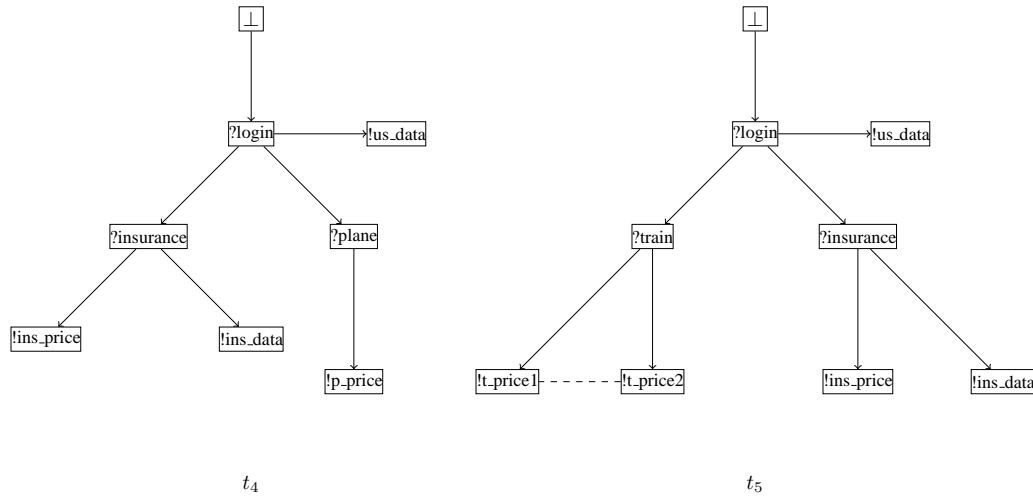 ⊥ ⊥
?login !us_data ?login !us_data
?insurance ?plane ?train ?insurance
!ins_price !ins_data
!p_price !t_price1 !t_price2 !ins_price !ins_data
t₄ t₅